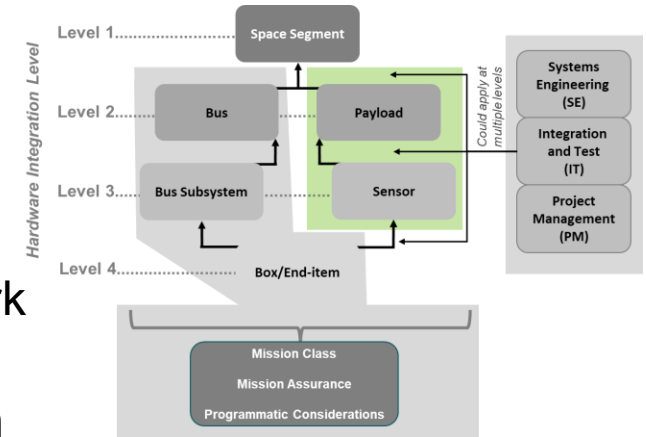 Level 1
Space Segment
Hardware Integration Level
Level 2
Bus
Payload
Could apply at
multiple levels
Systems
Engineering
(SE)
Integration
and Test
(IT)
Project
Management
(PM)
Level 3
Bus Subsystem
Sensor
Level 4
Box/End-item
Mission Class
Mission Assurance
Programmatic Considerations